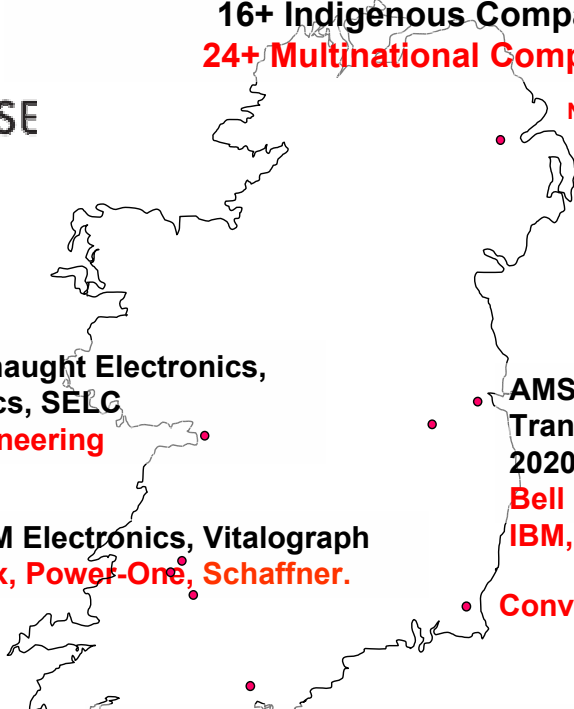 16+ Indigenous Compa
24+ Multinational Comp
N
SE
naught Electronics,
cs, SELC
neering
AMS
Tran
2020
Bell
IBM,
M Electronics, Vitalograph
x, Power-One, Schaffner.
Conv